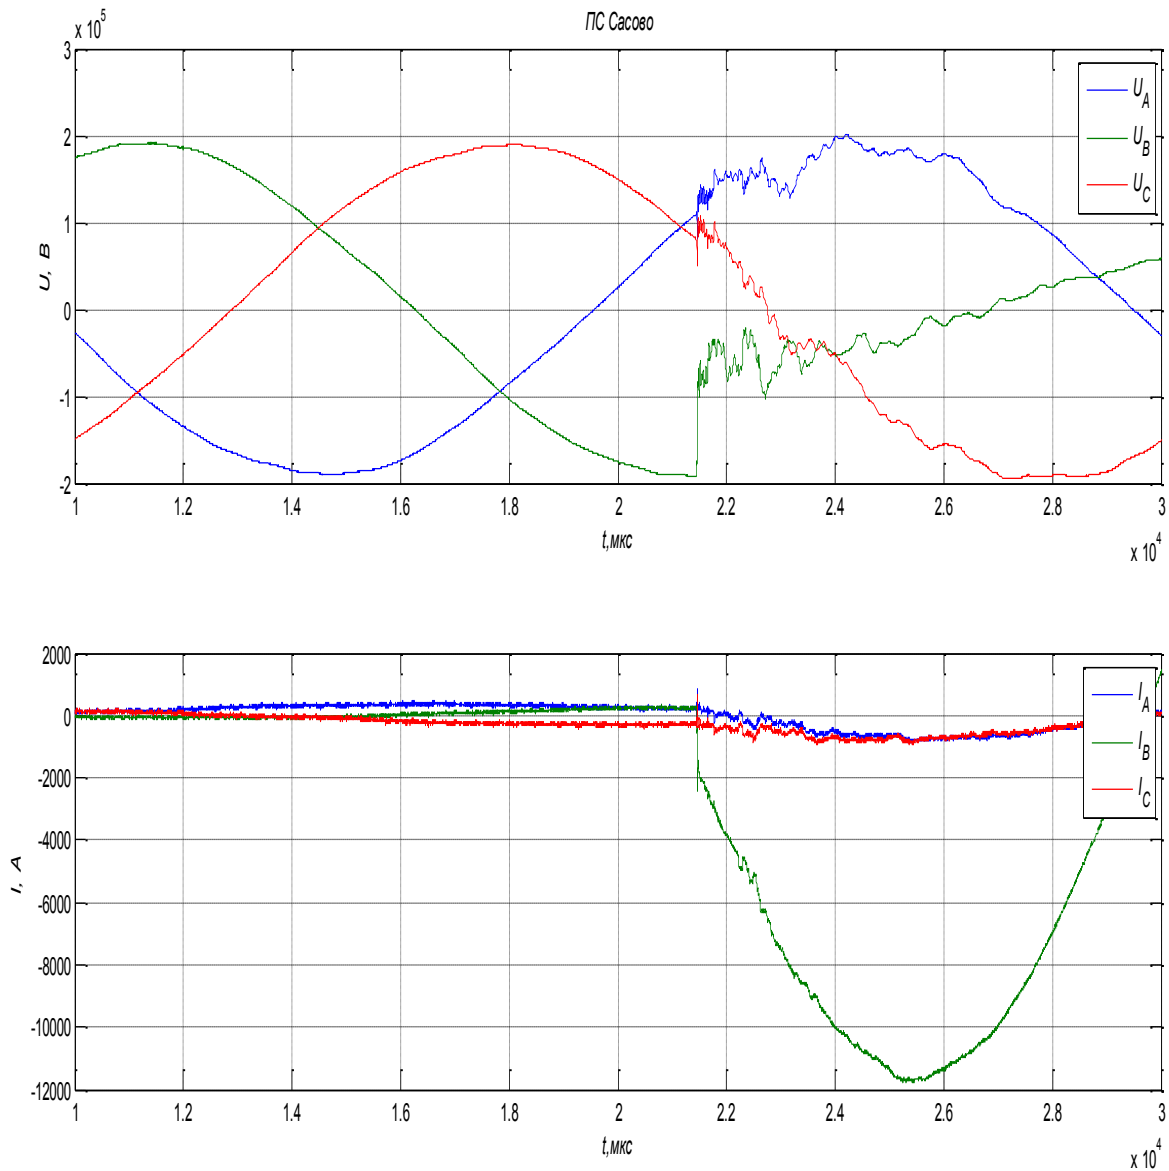 ПС Сасово
x 10^5
3
2
1
0
-1
-2
U, В
U_A
U_B
U_C
1 1.2 1.4 1.6 1.8 2 2.2 2.4 2.6 2.8 3
t,мкс
x 10^4
2000
0
-2000
-4000
-6000
-8000
-10000
-12000
I, А
I_A
I_B
I_C
1 1.2 1.4 1.6 1.8 2 2.2 2.4 2.6 2.8 3
t,мкс
x 10^4